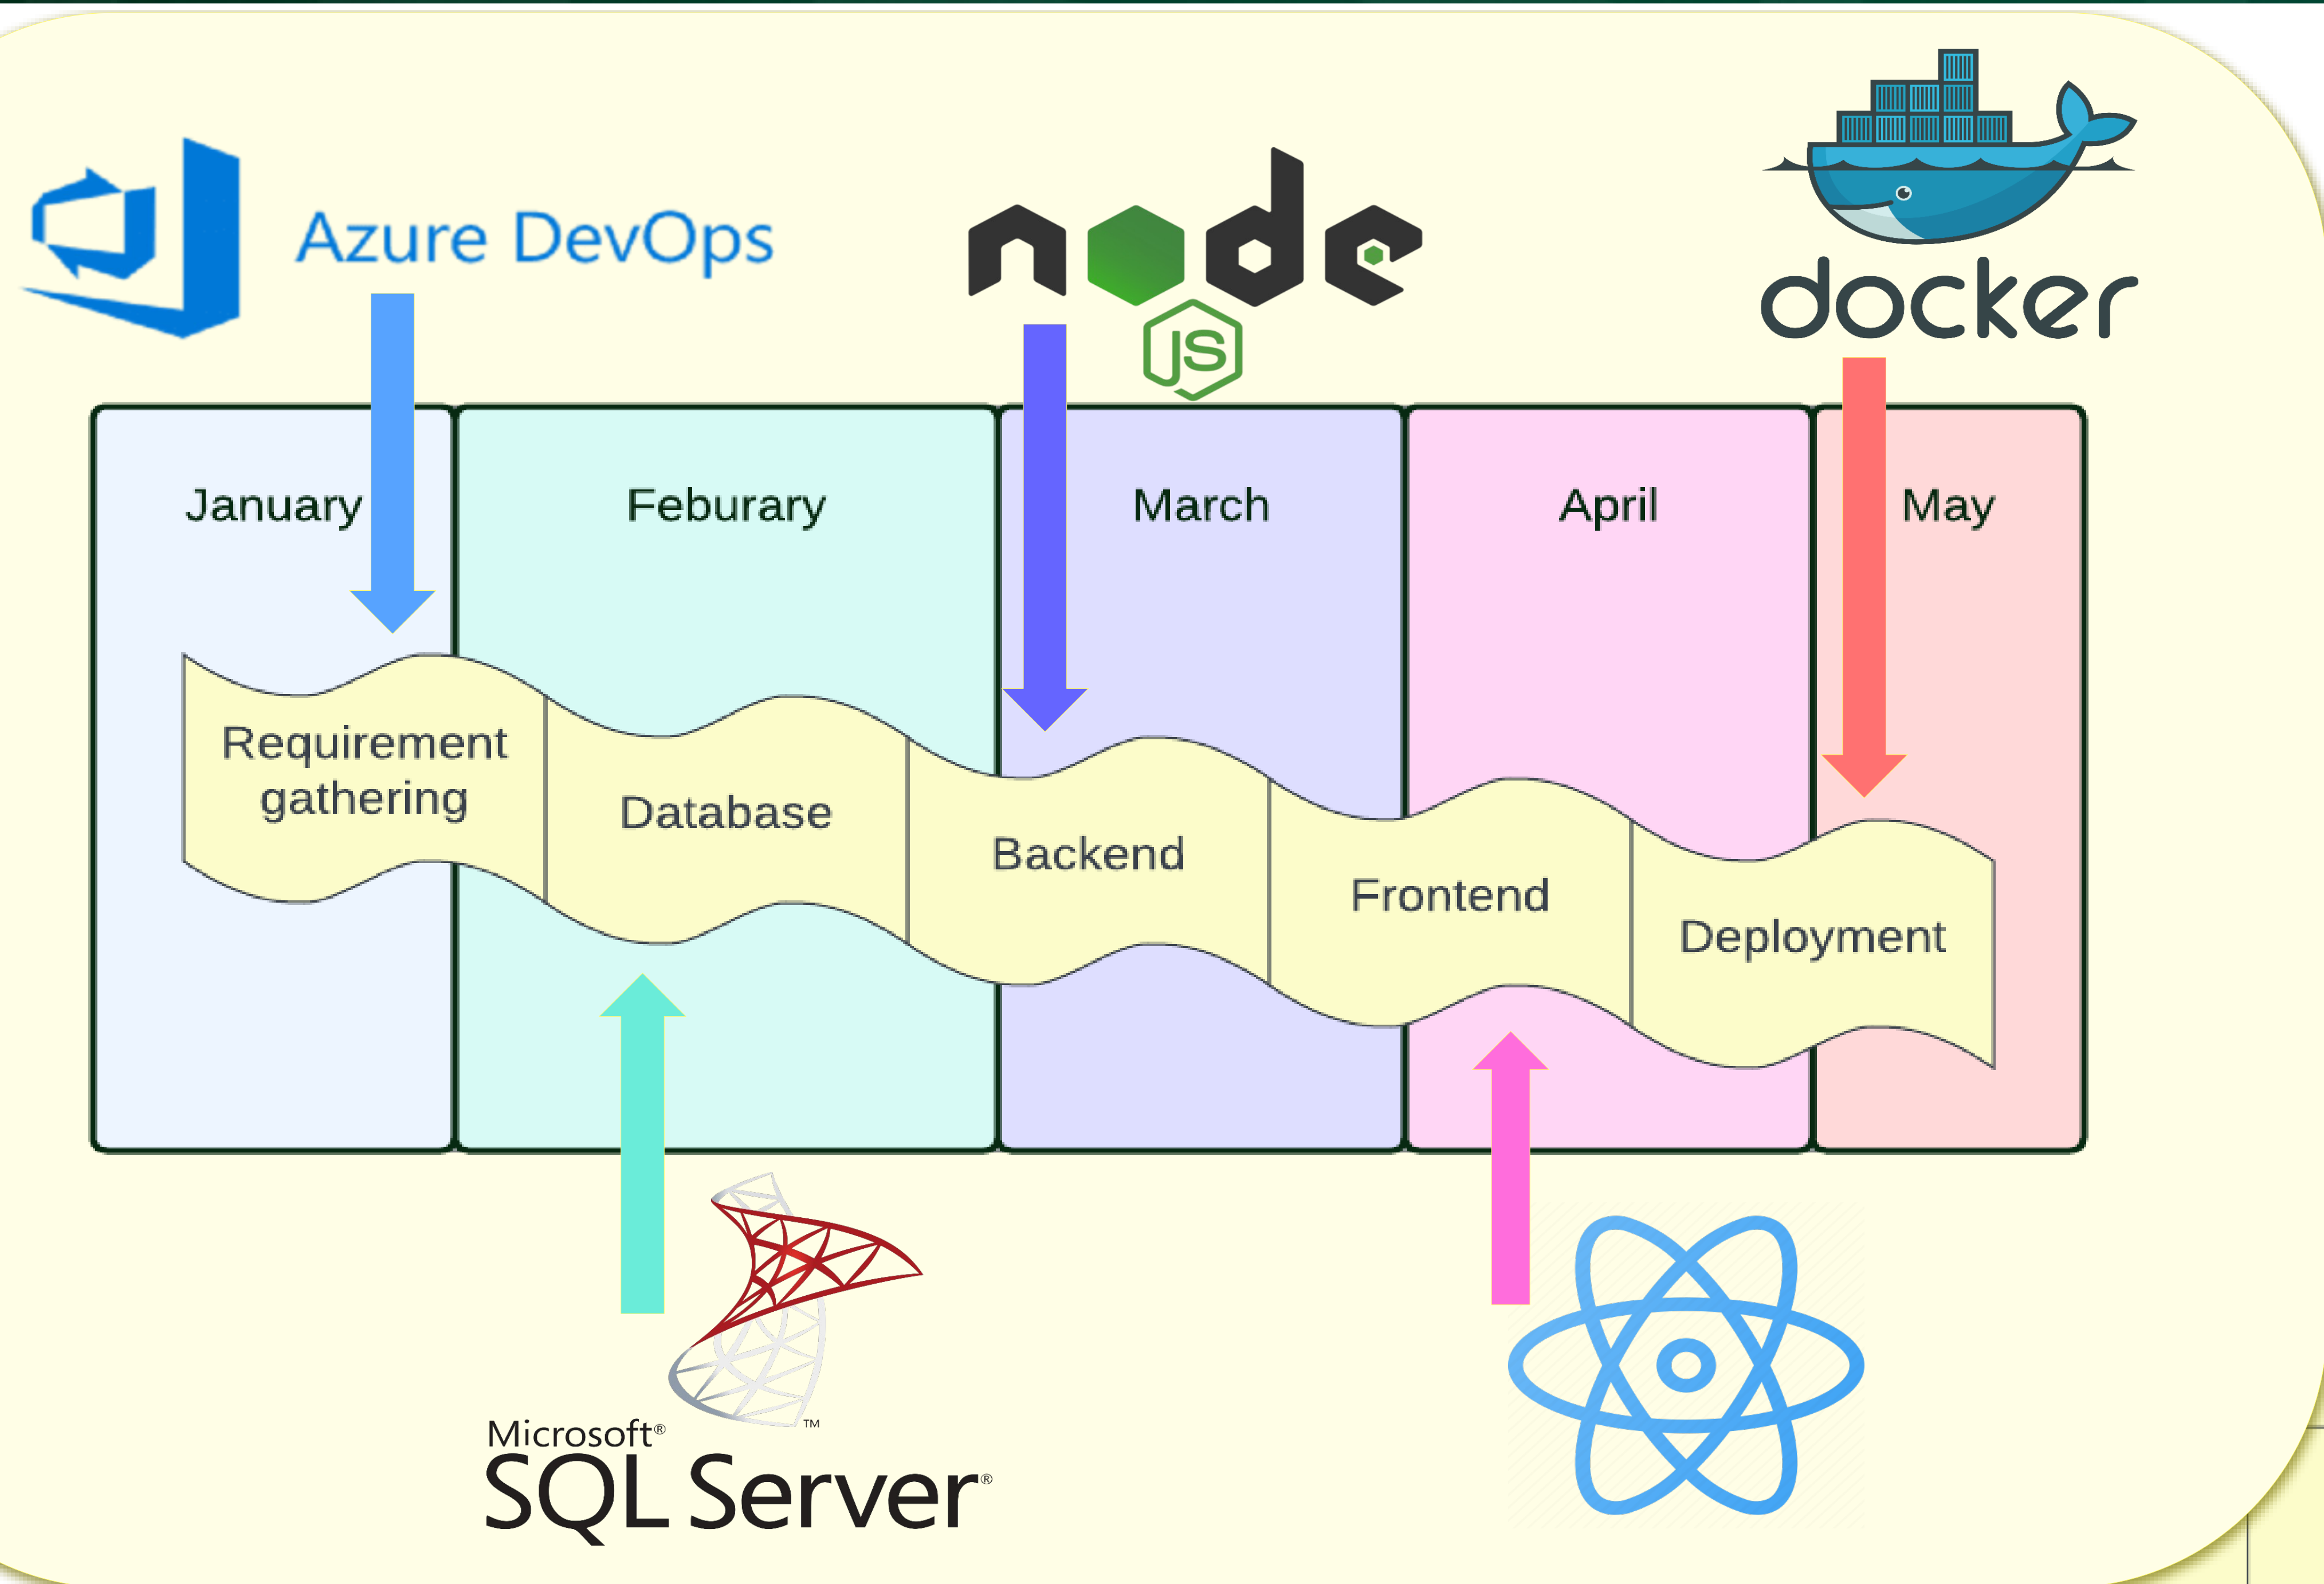 Azure DevOps
node
JS
docker
January
Feburary
March
April
May
Requirement
gathering
Database
Backend
Frontend
Deployment
Microsoft®
™
SQL Server®